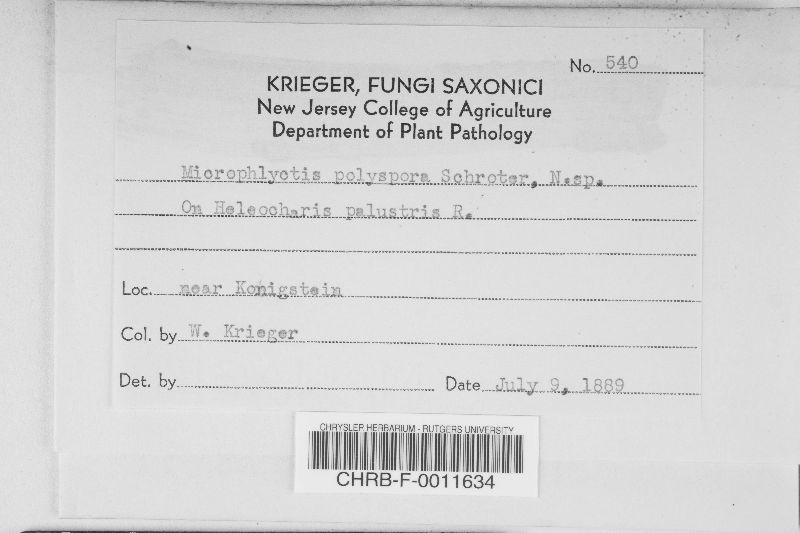 No. 540
KRIEGER, FUNGI SAXONICI
New Jersey College of Agriculture
Department of Plant Pathology
Microphlyctis polyspora Schroter, N.sp.
On Heleocharis palustris R.
Loc. near Konigstein
Col. by W. Krieger
Det. by Date July 9, 1889
CHRYSLER HERBARIUM - RUTGERS UNIVERSITY
CHRB-F-0011634